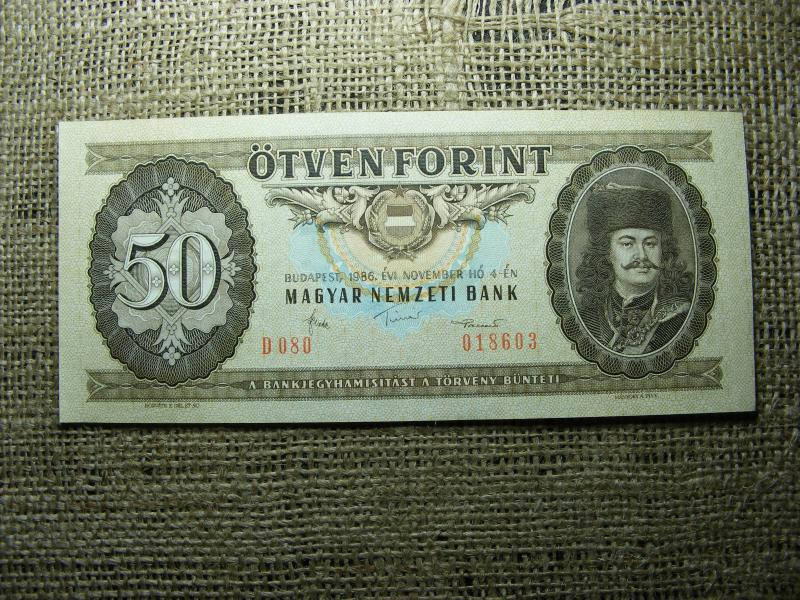 ÖTVEN FORINT
50
BUDAPEST, 1986. ÉVI NOVEMBER HÓ 4-ÉN
MAGYAR NEMZETI BANK
D 080 018603
A BANKJEGYHAMISÍTÁST A TÖRVÉNY BÜNTETI